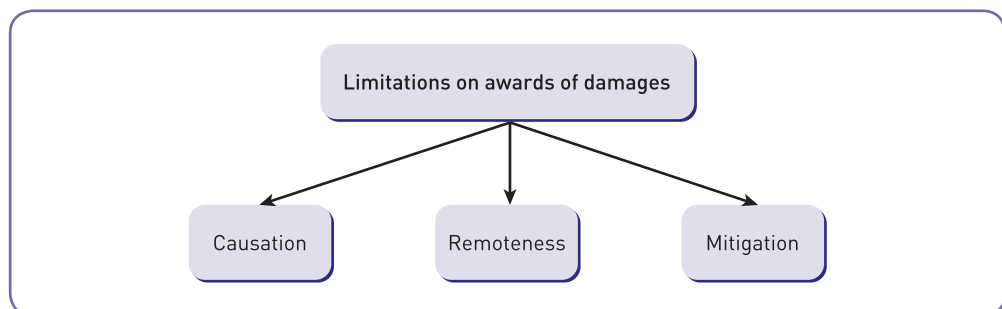 Limitations on awards of damages
Causation
Remoteness
Mitigation